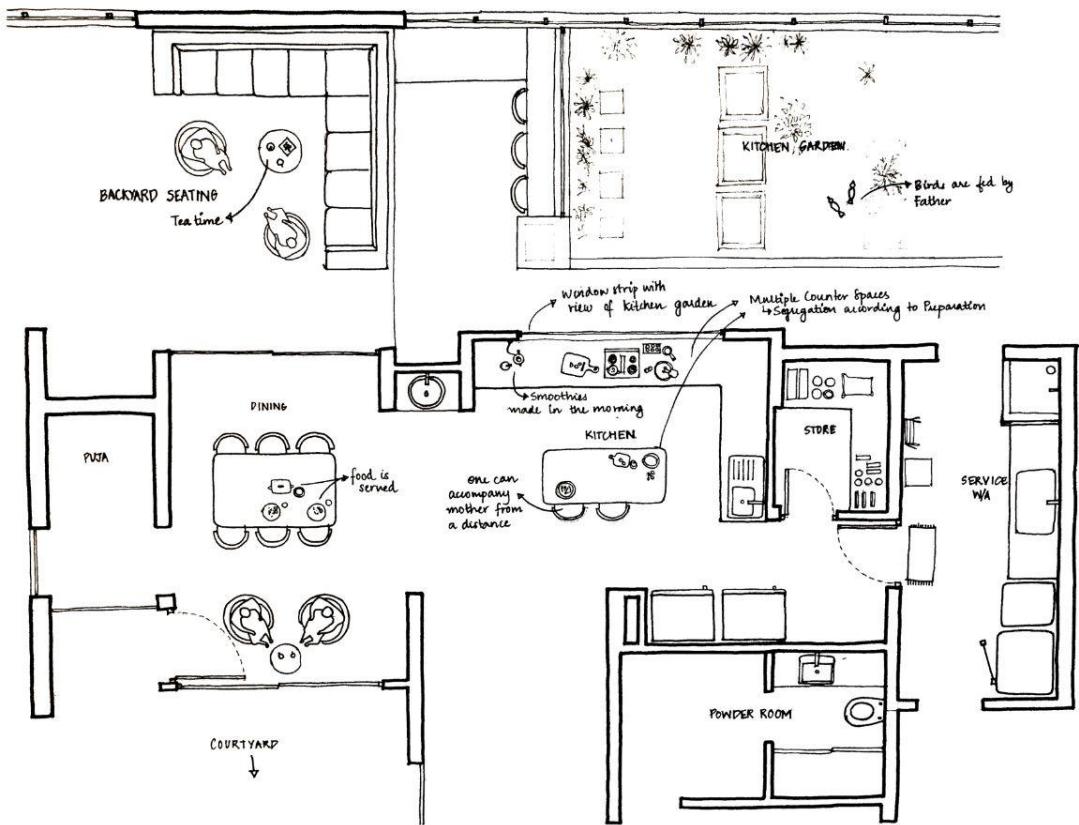 KITCHEN GARDEN
BACKYARD SEATING
Tea time
Birds are fed by
Father
Window strip with
view of kitchen garden
Multiple Counter Spaces
↳Segregation according to Preparation
Smoothies
made in the morning
DINING
KITCHEN
STORE
PUJA
food is
served
one can
acompany
mother from
a distance
SERVICE
W/A
POWDER ROOM
COURTYARD